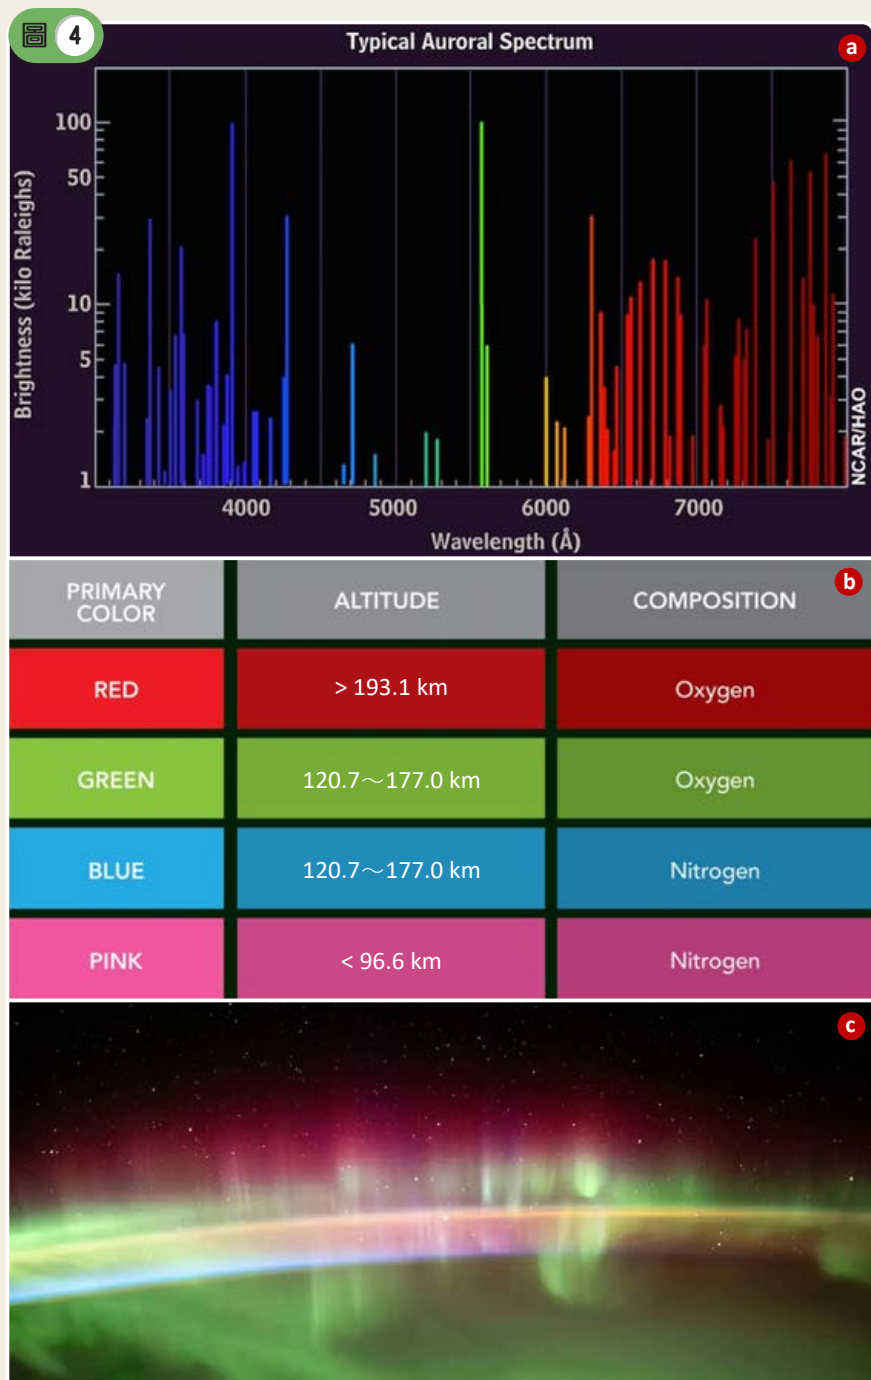 圖 4
Typical Auroral Spectrum
a
Brightness (kilo Raleighs)
100
50
10
5
1
4000 5000 6000 7000
Wavelength (Å)
NCAR/HAO
b
PRIMARY COLOR ALTITUDE COMPOSITION
RED > 193.1 km Oxygen
GREEN 120.7～177.0 km Oxygen
BLUE 120.7～177.0 km Nitrogen
PINK < 96.6 km Nitrogen
c